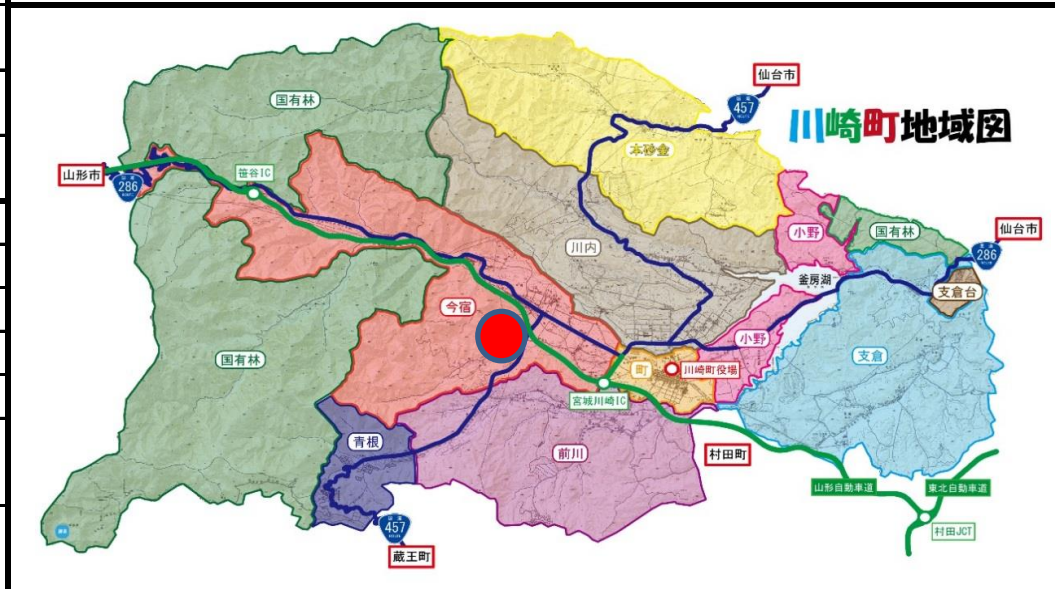 川崎町地域図
仙台市
457
国有林
本砂金
笹谷IC
山形市
286
小野
国有林
仙台市
286
川内
釜房湖
支倉台
今宿
小野
支倉
国有林
町
川崎町役場
宮城川崎IC
青根
前川
村田町
山形自動車道
東北自動車道
457
村田JCT
蔵王町